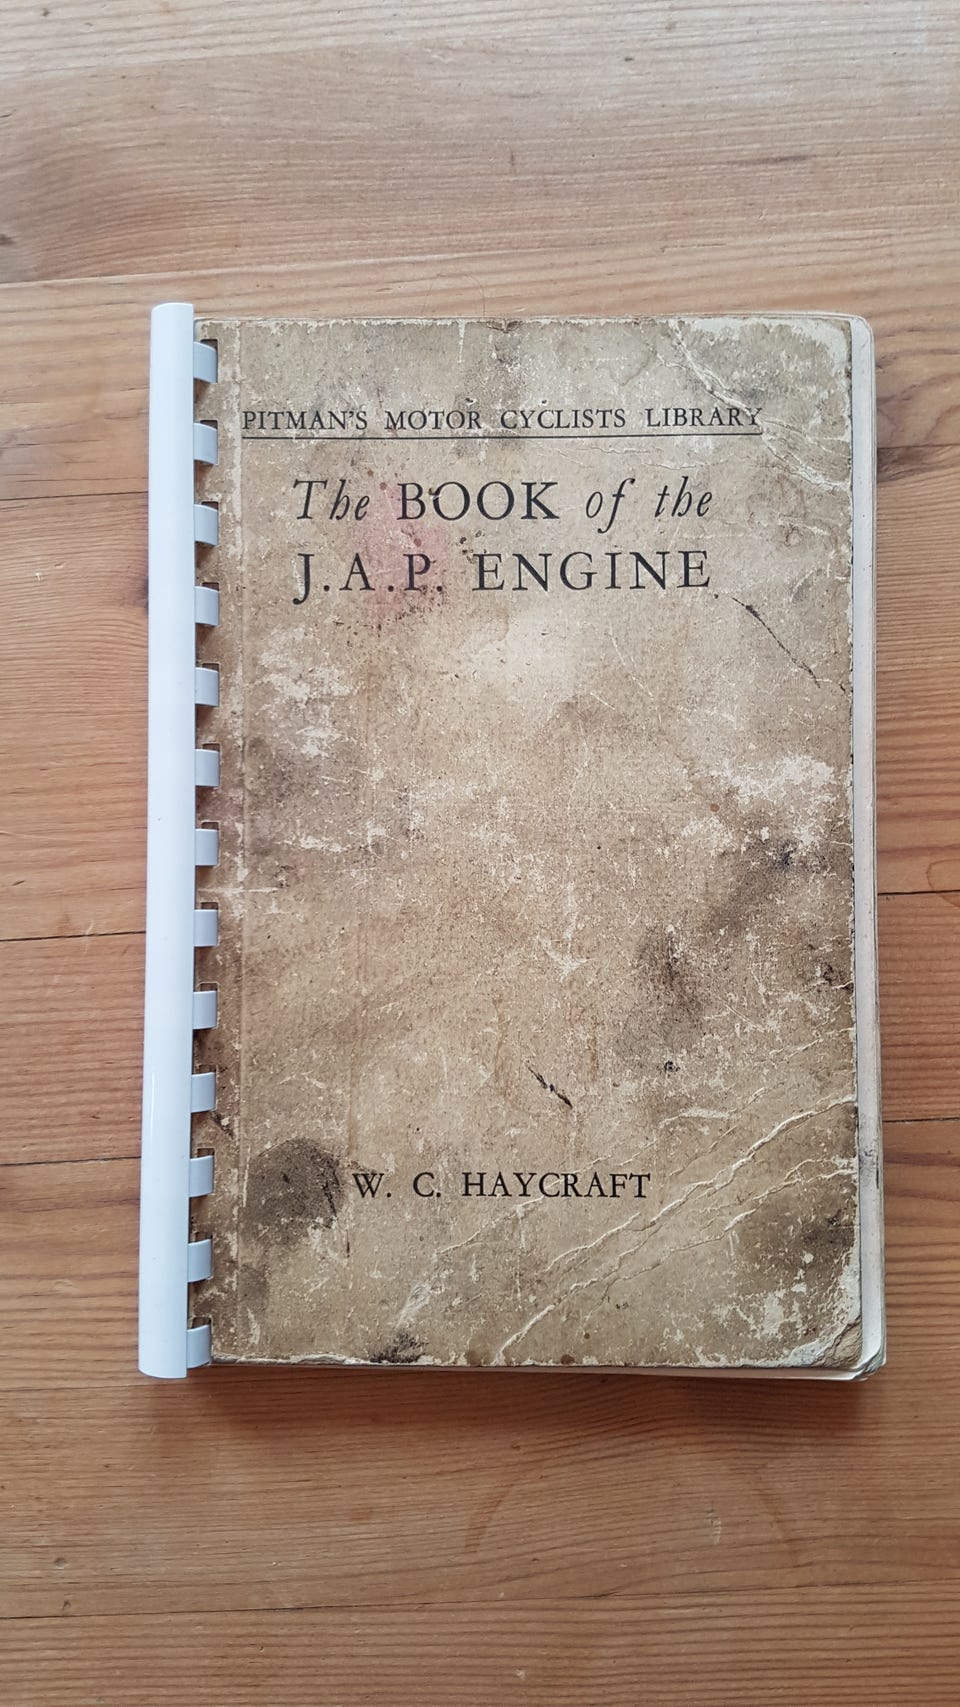 PITMAN'S MOTOR CYCLISTS LIBRARY
The BOOK of the
J.A.P. ENGINE
W. C. HAYCRAFT